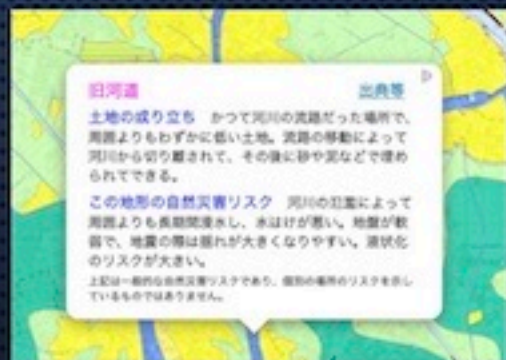 旧河道 出典等
土地の成り立ち かつて河川の流路だった場所で、
周囲よりもわずかに低い土地。流路の移動によって
河川から切り離されて、その後に砂や泥などで埋め
られてできる。
この地形の自然災害リスク 河川の氾濫によって
周囲よりも長期間浸水し、水はけが悪い。地盤が軟
弱で、地震の際は揺れが大きくなりやすい。液状化
のリスクが大きい。
上記は一般的な自然災害リスクであり、個別の場所のリスクを示し
ているものではありません。